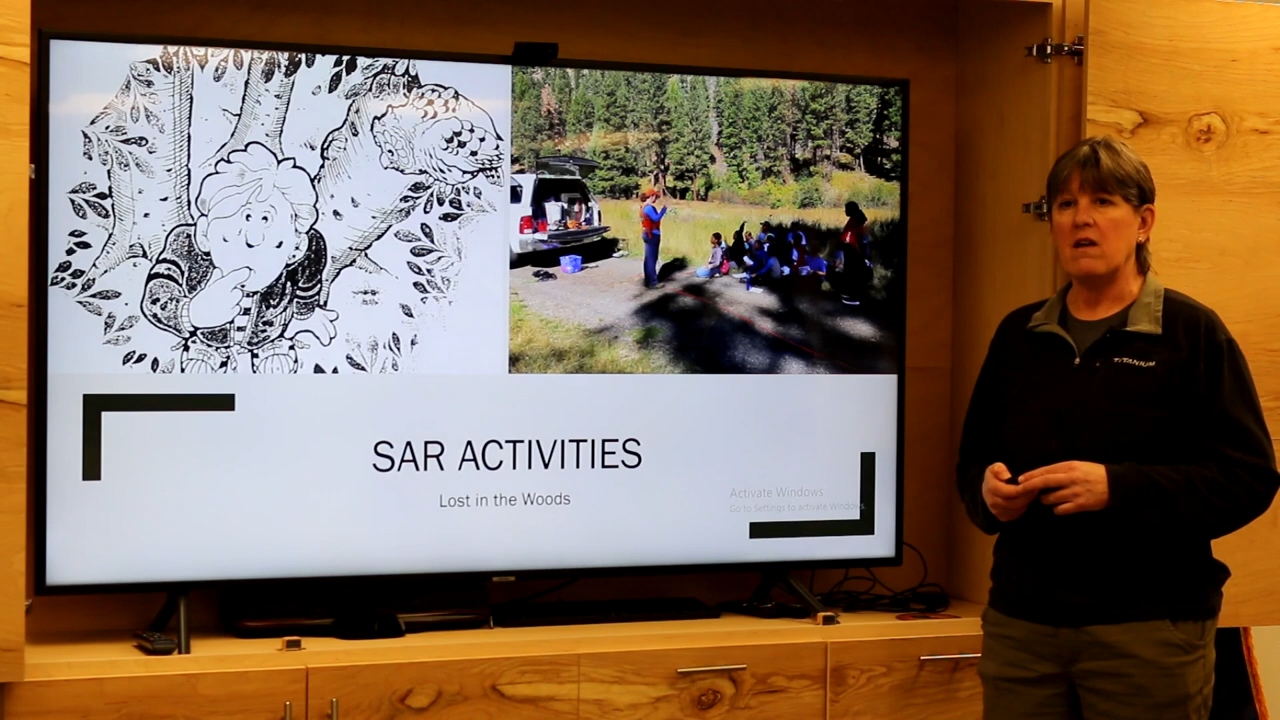 SAR ACTIVITIES
Lost in the Woods
Activate Windows
Go to Settings to activate Windows.
TITANIUM